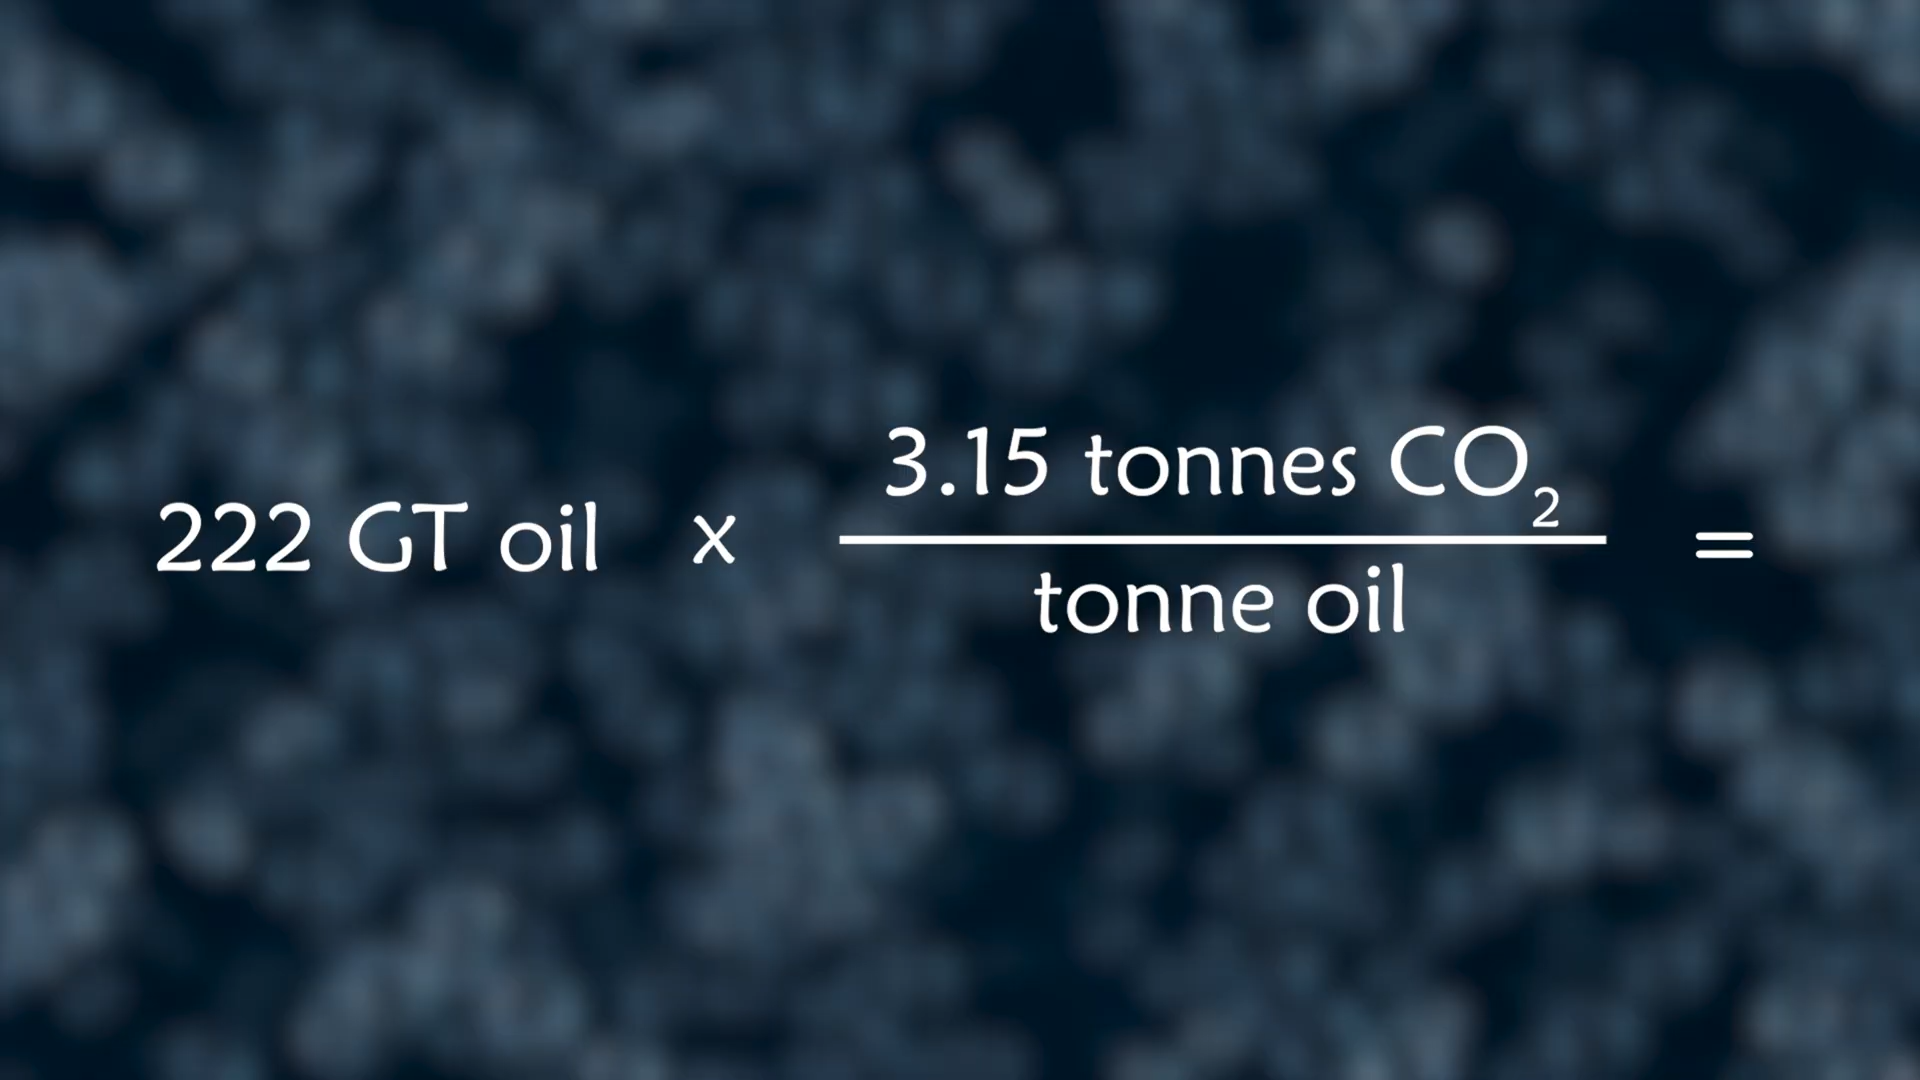 222 GT oil x 3.15 tonnes CO₂ =
tonne oil